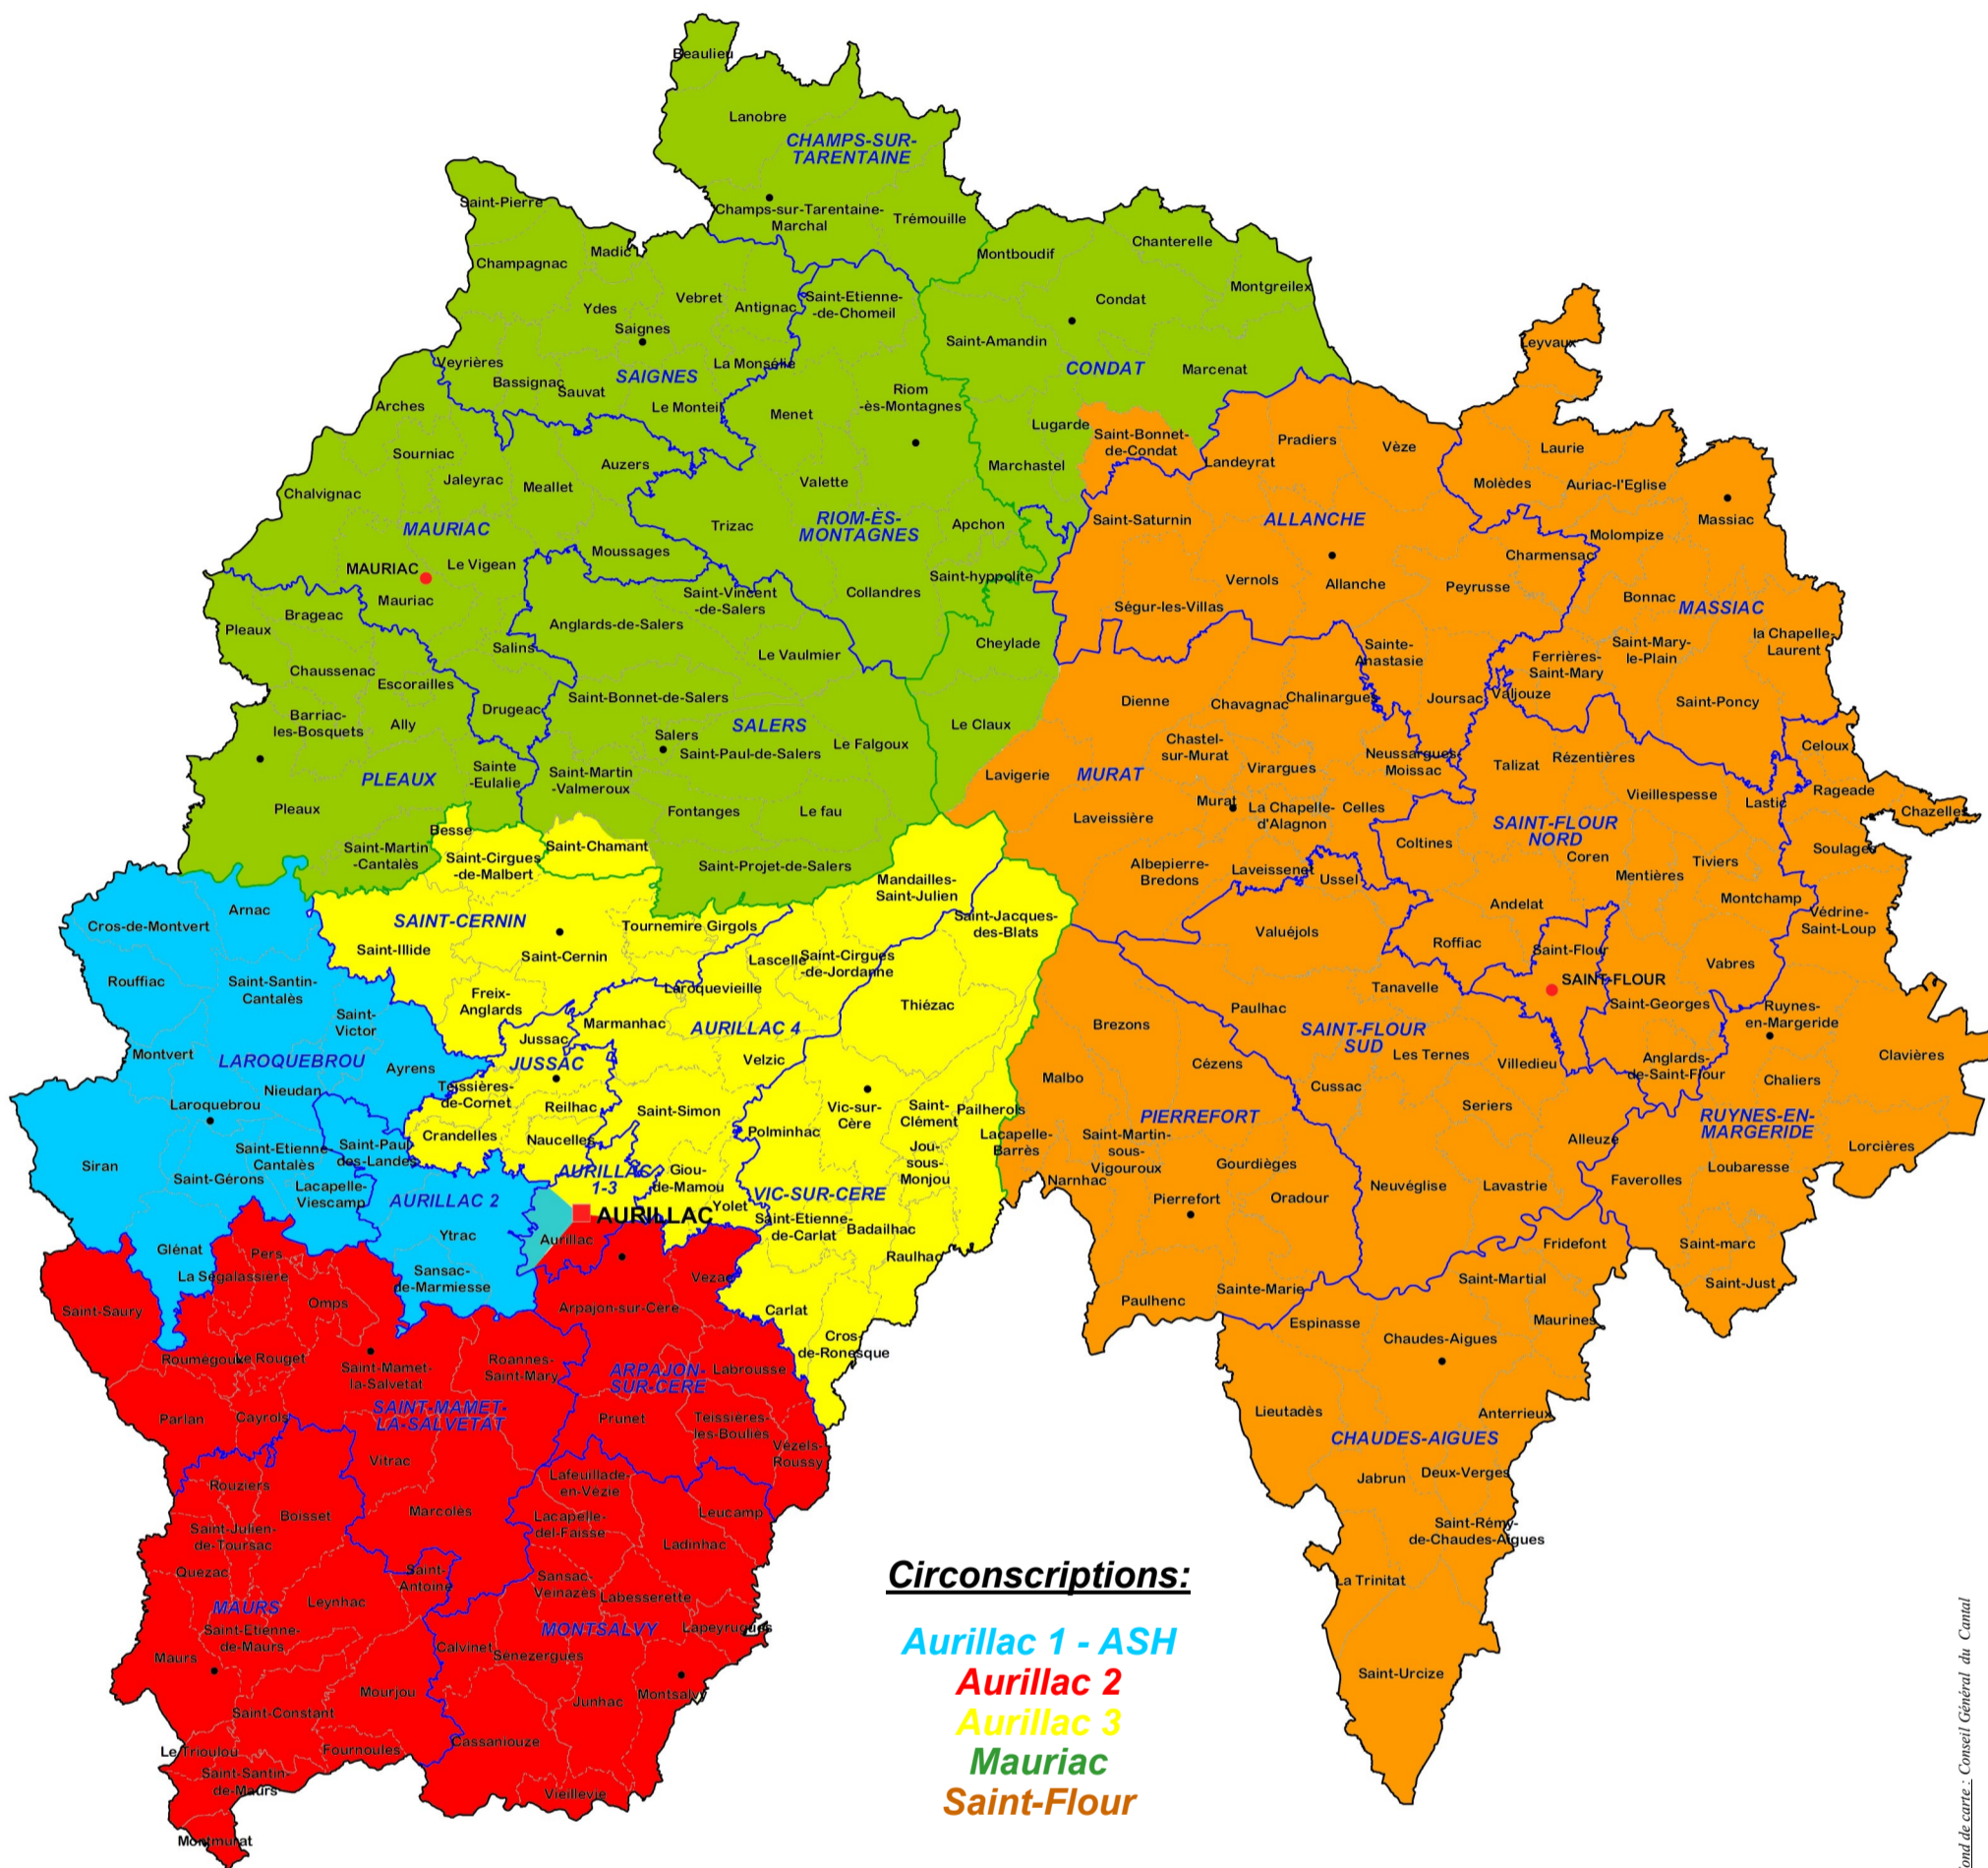 Beaulieu
Lanobre
CHAMPS-SUR-
TARENTAINE
Champs-sur-Tarentaine-
Marchal
Trémouille
Saint-Pierre
Madic
Champagnac
Ydes
Vebret
Antignac
Saint-Etienne-
-de-Chomeil
Saignes
Veyrières
Bassignac
Sauvat
SAIGNES
La Monsélie
Le Monteil
Montboudif
Chanterelle
Condat
Montgreilex
Saint-Amandin
CONDAT
Marcenat
Riom
-ès-Montagnes
Menet
Lugarde
Saint-Bonnet-
de-Condat
Marchastel
Arches
Sourniac
Jaleyrac
Meallet
Auzers
Chalvignac
MAURIAC
Valette
Trizac
RIOM-ÈS-
MONTAGNES
Apchon
Moussages
MAURIAC
Le Vigean
Mauriac
Saint-hyppolite
Collandres
Saint-Vincent
-de-Salers
Brageac
Pleaux
Anglards-de-Salers
Salins
Le Vaulmier
Cheylade
Chaussenac
Escorailles
Barriac-
les-Bosquets
Ally
Drugeac
Saint-Bonnet-de-Salers
SALERS
Salers
Saint-Paul-de-Salers
Le Falgoux
Le Claux
PLEAUX
Sainte
-Eulalie
Saint-Martin
-Valmeroux
Pleaux
Fontanges
Le fau
Saint-Martin
-Cantalès
Saint-Projet-de-Salers
Leyvaux
Landeyrat
Pradiers
Vèze
Laurie
Molèdes
Auriac-l'Eglise
Massiac
Saint-Saturnin
ALLANCHE
Molompize
Charmensac
Vernols
Allanche
Peyrusse
Bonnac
MASSIAC
Ségur-les-Villas
Sainte-
Anastasie
Ferrières-
Saint-Mary
Saint-Mary-
le-Plain
la Chapelle-
Laurent
Dienne
Chavagnac
Chalinargues
Joursac
Valjouze
Saint-Poncy
Lavigerie
MURAT
Chastel-
sur-Murat
Virargues
Neussargues-
Moissac
Talizat
Rézentières
Celoux
Rageade
Chazelles
Murat
La Chapelle-
d'Alagnon
Celles
Vieillespesse
Lastic
Laveissière
SAINT-FLOUR
NORD
Coltines
Coren
Mentières
Tiviers
Soulages
Albepierre-
Bredons
Laveissenet
Ussel
Andelat
Montchamp
Védrine-
Saint-Loup
Valuéjols
Roffiac
Saint-Flour
Vabres
SAINT-FLOUR
Tanavelle
Paulhac
Saint-Georges
Ruynes-
en-Margeride
Brezons
SAINT-FLOUR
SUD
Les Ternes
Villedieu
Anglards-
de-Saint-Flour
Clavières
Cézens
Malbo
Cussac
Chaliers
Seriers
PIERREFORT
RUYNES-EN-
MARGERIDE
Saint-Martin-
sous-
Vigouroux
Alleuze
Lorcières
Lacapelle-
Barrès
Narnhac
Gourdièges
Loubaresse
Pierrefort
Oradour
Neuvéglise
Lavastrie
Faverolles
Fridefont
Saint-marc
Saint-Just
Paulhenc
Sainte-Marie
Saint-Martial
Espinasse
Maurines
Chaudes-Aigues
Lieutadès
Anterrieux
CHAUDES-AIGUES
Jabrun
Deux-Verges
Saint-Rémy-
de-Chaudes-Aigues
La Trinitat
Saint-Urcize
Besse
Saint-Cirgues
-de-Malbert
Saint-Chamant
SAINT-CERNIN
Saint-Illide
Saint-Cernin
Tournemire
Girgols
Mandailles-
Saint-Julien
Saint-Jacques-
des-Blats
Freix-
Anglards
Lascelle
Saint-Cirgues
-de-Jordanne
Laroquevieille
Thiézac
Marmanhac
AURILLAC 4
Jussac
JUSSAC
Velzic
Teissières-
de-Cornet
Reilhac
Saint-Simon
Vic-sur-
Cère
Saint-
Clément
Pailherols
Crandelles
Naucelles
Polminhac
Jou-
sous-
Monjou
AURILLAC
1-3
Giou-
de-Mamou
VIC-SUR-CERE
Yolet
AURILLAC
Aurillac
Saint-Etienne-
de-Carlat
Badailhac
Raulhac
Carlat
Cros-
de-Ronesque
Cros-de-Montvert
Arnac
Rouffiac
Saint-Santin-
Cantalès
Saint-
Victor
Montvert
LAROQUEBROU
Ayrens
Nieudan
Laroquebrou
Siran
Saint-Etienne-
Cantalès
Saint-Paul
des-Landes
Saint-Gérons
Lacapelle-
Viescamp
AURILLAC 2
Ytrac
Glénat
Sansac-
de-Marmiesse
Pers
La Ségalassière
Saint-Saury
Omps
Vezac
Arpajon-sur-Cère
Roumégoux
Le Rouget
Saint-Mamet-
la-Salvetat
Roannes-
Saint-Mary
ARPAJON-
SUR-CERE
Labrousse
Parlan
Cayrols
SAINT-MAMET-
LA-SALVETAT
Prunet
Teissières-
les-Boulies
Vézels-
Roussy
Vitrac
Rouziers
Lafeuillade-
en-Vézie
Boisset
Marcolès
Lacapelle-
del-Faisse
Leucamp
Saint-Julien-
de-Toursac
Ladinhac
Quezac
Saint-
Antoine
Sansac-
Veinazès
Labesserette
MAURS
Leynhac
Saint-Etienne-
de-Maurs
MONTSALVY
Lapeyrugues
Maurs
Calvinet
Sénezergues
Mourjou
Junhac
Montsalvy
Saint-Constant
Le Trioulou
Fournoulès
Cassaniouze
Saint-Santin-
de-Maurs
Vieillevie
Montmurat
Circonscriptions:
Aurillac 1 - ASH
Aurillac 2
Aurillac 3
Mauriac
Saint-Flour
fond de carte : Conseil Général du Cantal